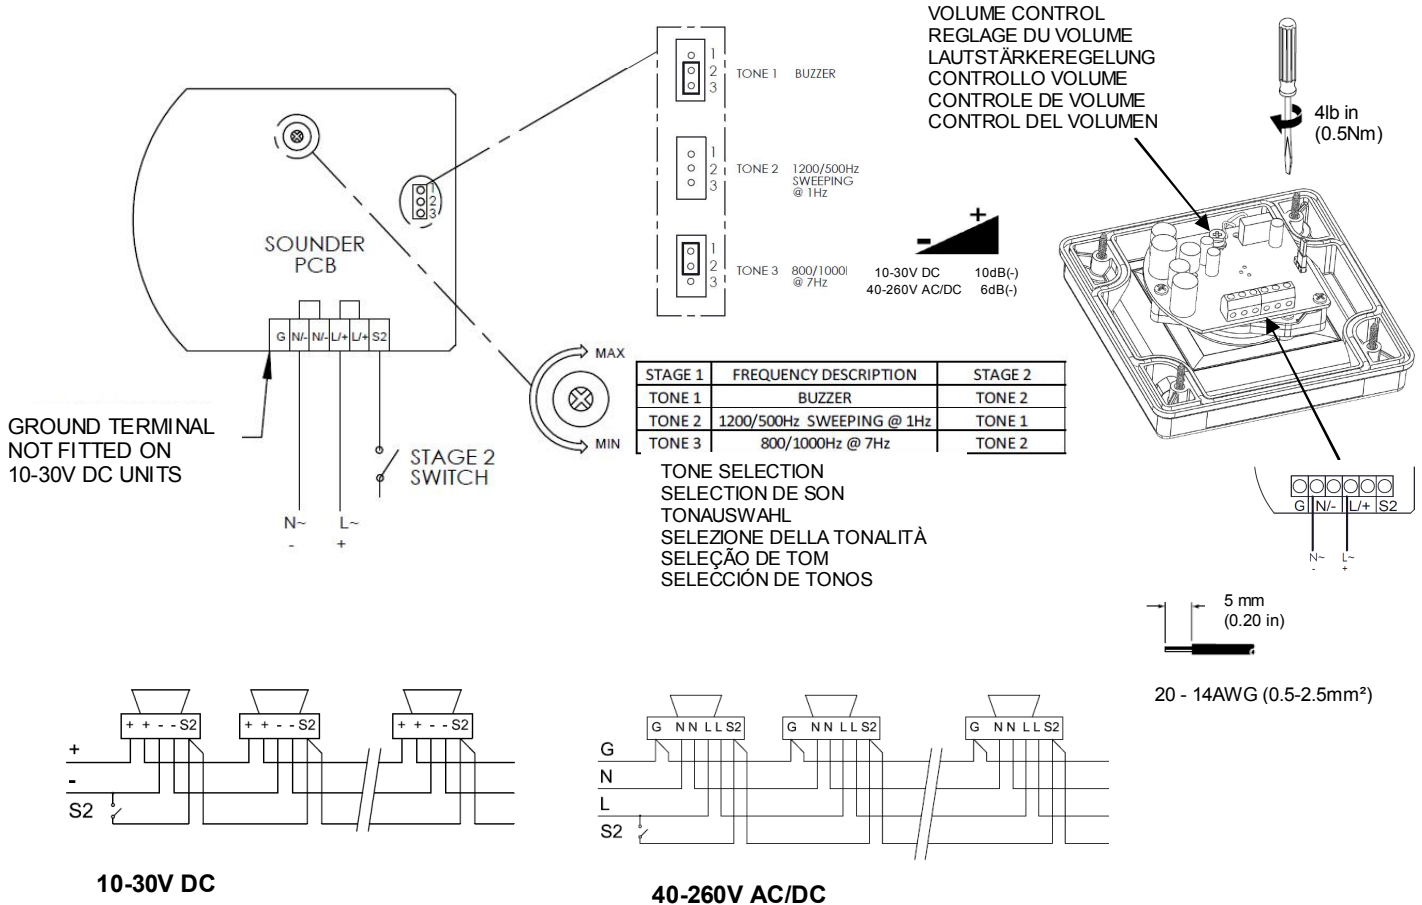 VOLUME CONTROL
REGLAGE DU VOLUME
LAUTSTÄRKEREGELUNG
CONTROLLO VOLUME
CONTROLE DE VOLUME
CONTROL DEL VOLUMEN
4lb in
(0.5Nm)
1
2
3
TONE 1 BUZZER
1
2
3
TONE 2 1200/500Hz
SWEEPING
@ 1Hz
1
2
3
TONE 3 800/1000
@ 7Hz
- +
10-30V DC 10dB(-)
40-260V AC/DC 6dB(-)
1
2
3
SOUNDER
PCB
G N/- N/- L/+ L/+ S2
GROUND TERMINAL
NOT FITTED ON
10-30V DC UNITS
STAGE 2
SWITCH
N~ L~
- +
MAX
MIN
STAGE 1 FREQUENCY DESCRIPTION STAGE 2
TONE 1 BUZZER TONE 2
TONE 2 1200/500Hz SWEEPING @ 1Hz TONE 1
TONE 3 800/1000Hz @ 7Hz TONE 2
TONE SELECTION
SELECTION DE SON
TONAUSWAHL
SELEZIONE DELLA TONALITÀ
SELEÇÃO DE TOM
SELECCIÓN DE TONOS
G N/- L/+ S2
N~ L~
- +
5 mm
(0.20 in)
20 - 14AWG (0.5-2.5mm²)
+ + - - S2 + + - - S2 + + - - S2
+
-
S2
10-30V DC
G N N L L S2 G N N L L S2 G N N L L S2
G
N
L
S2
40-260V AC/DC